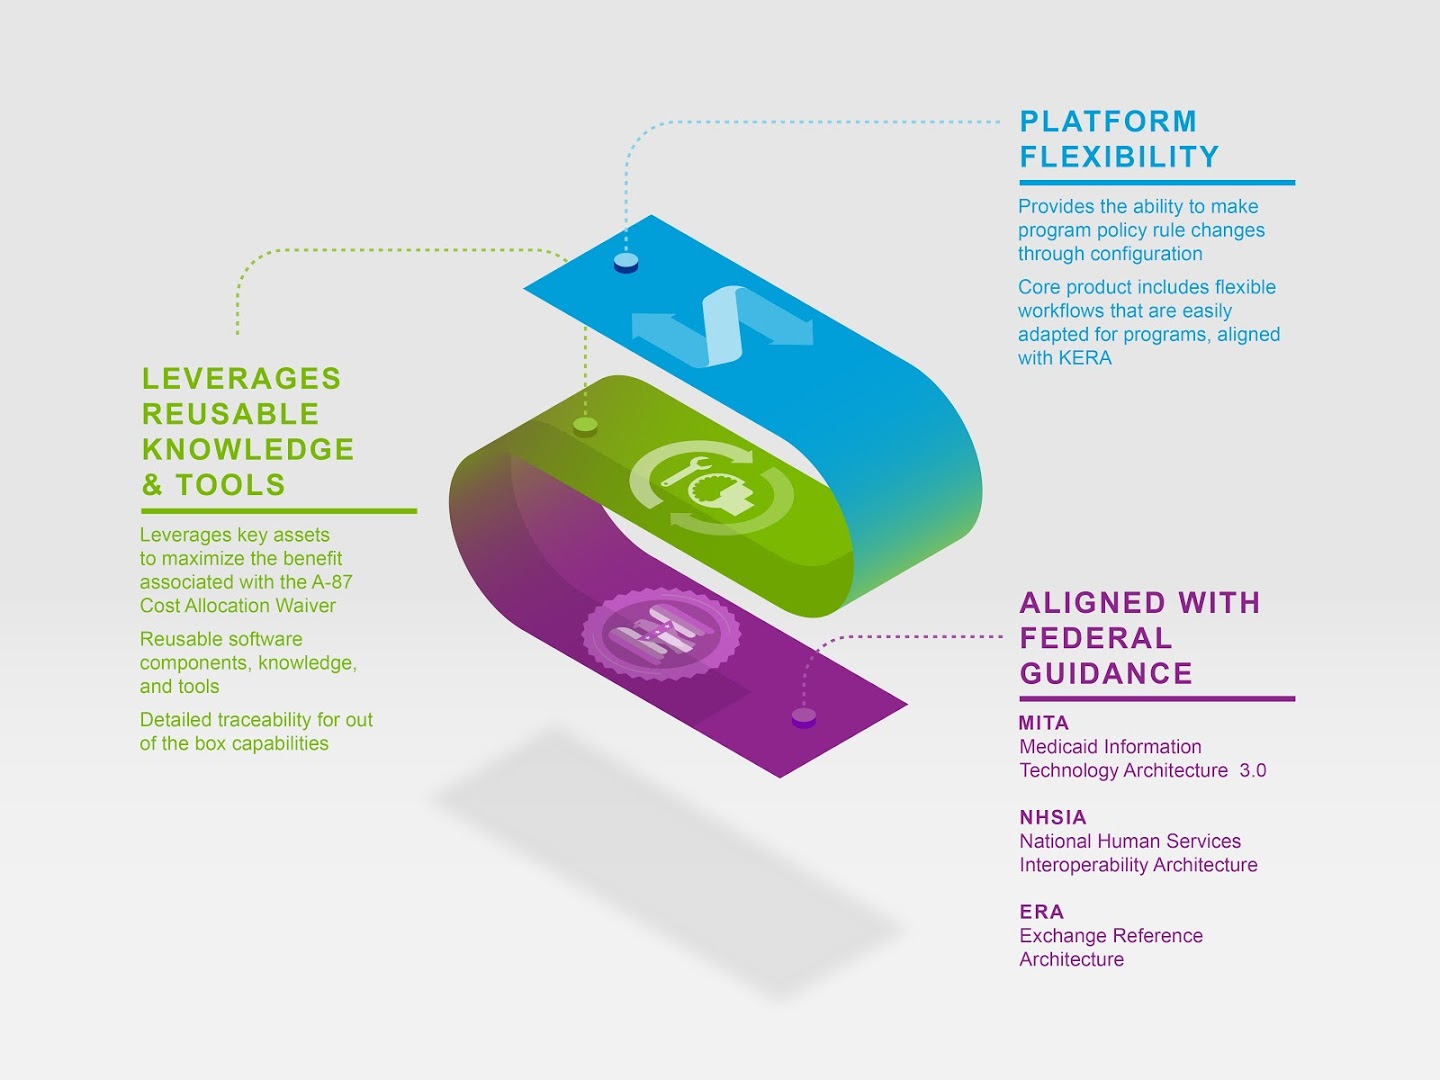 PLATFORM
FLEXIBILITY
Provides the ability to make
program policy rule changes
through configuration
Core product includes flexible
workflows that are easily
adapted for programs, aligned
with KERA
LEVERAGES
REUSABLE
KNOWLEDGE
& TOOLS
Leverages key assets
to maximize the benefit
associated with the A-87
Cost Allocation Waiver
Reusable software
components, knowledge,
and tools
Detailed traceability for out
of the box capabilities
ALIGNED WITH
FEDERAL
GUIDANCE
MITA
Medicaid Information
Technology Architecture  3.0
NHSIA
National Human Services
Interoperability Architecture
ERA
Exchange Reference
Architecture